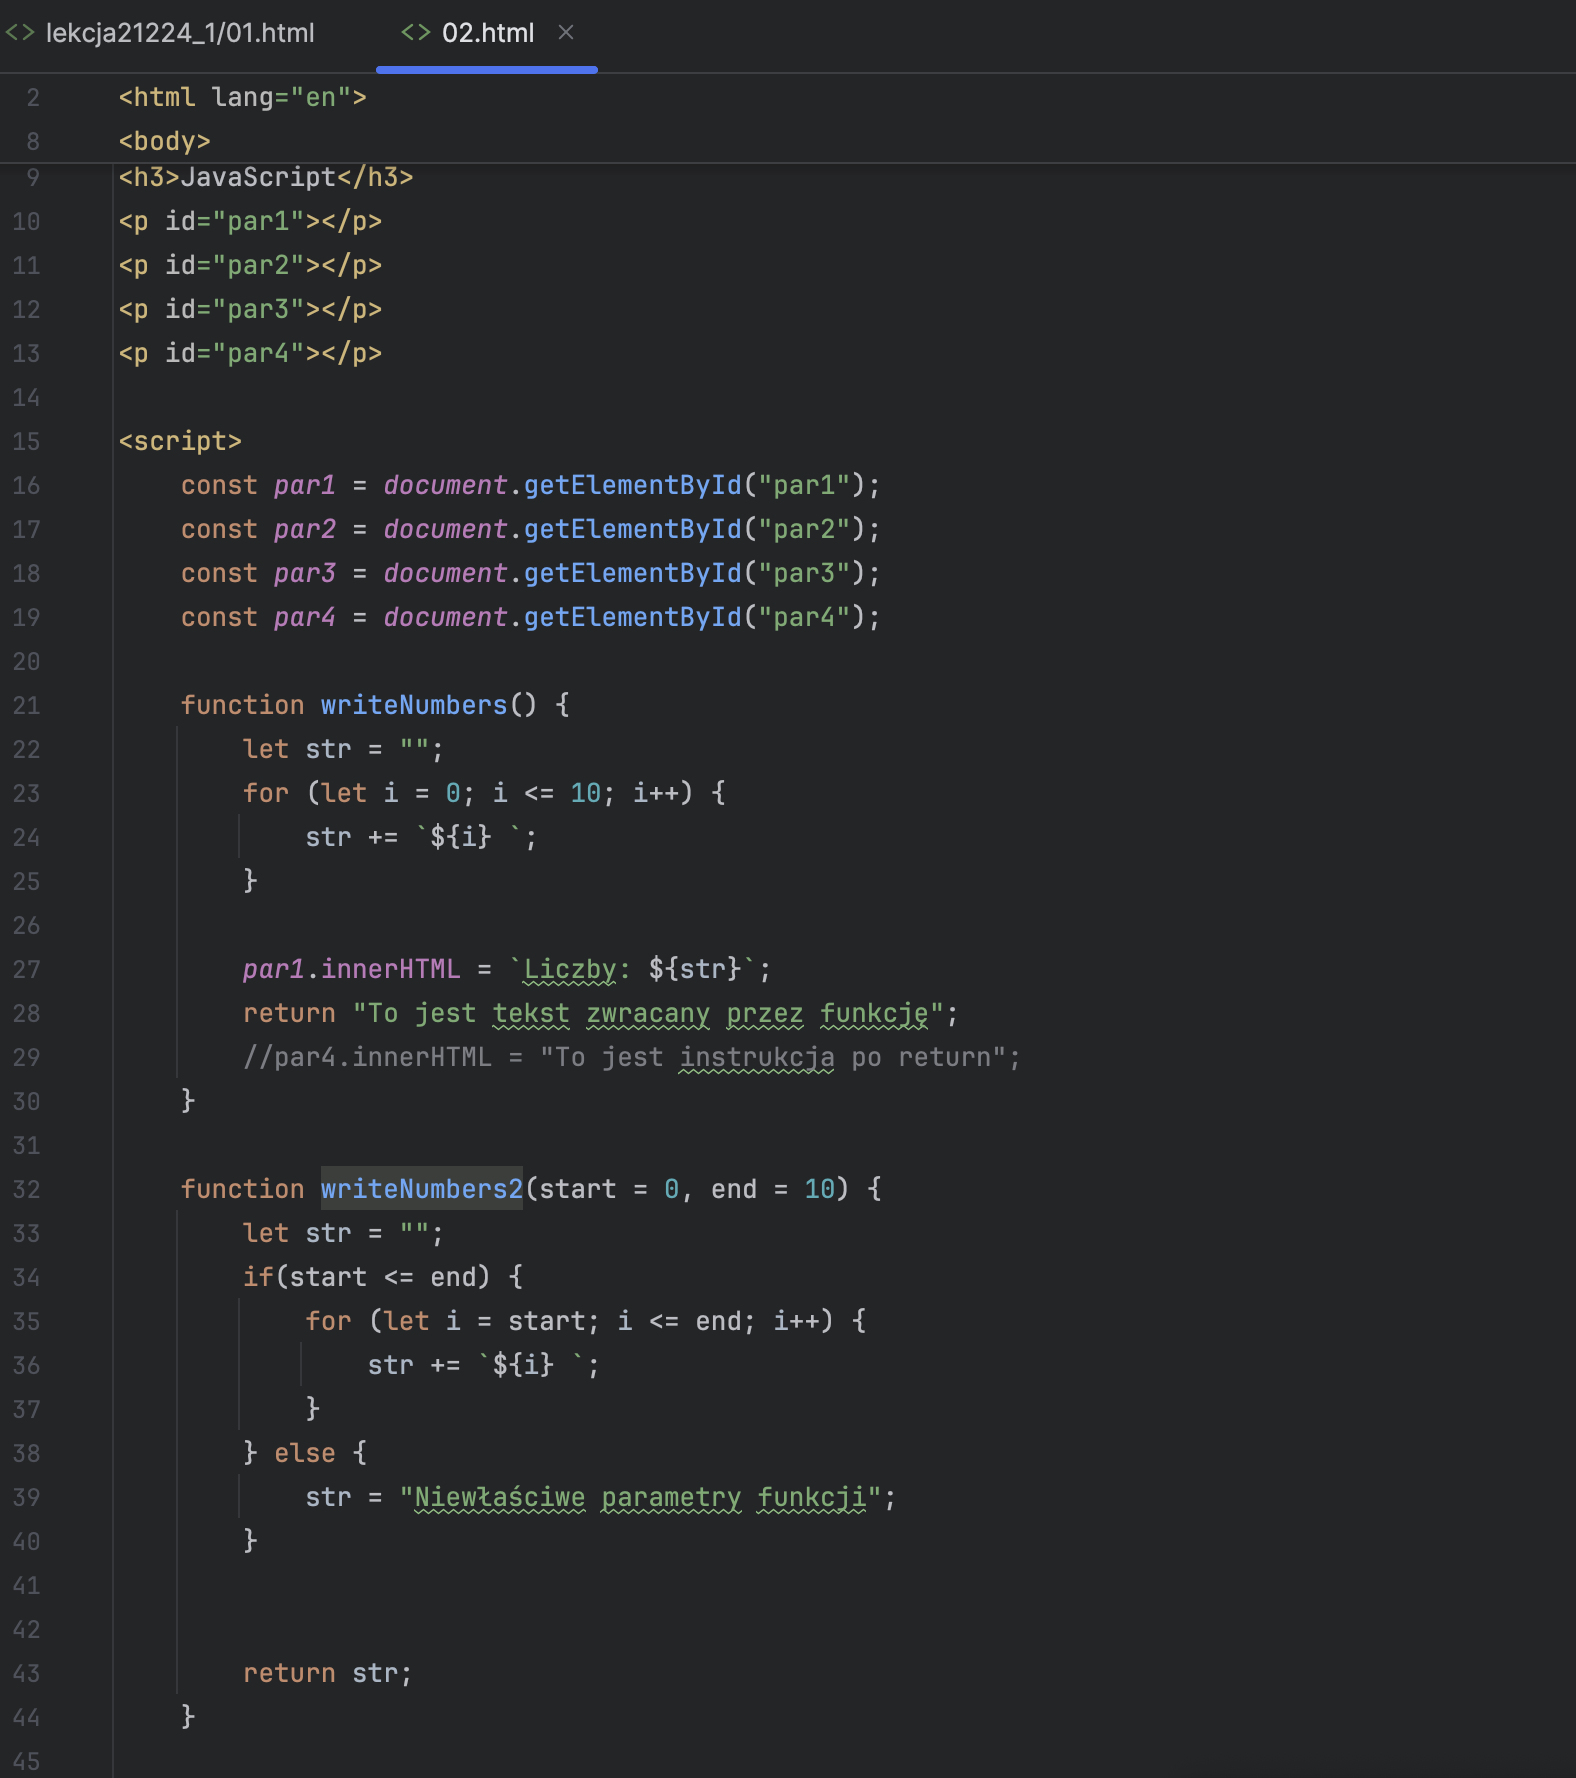 lekcja21224_1/01.html 02.html
2 <html lang="en">
8 <body>
9 <h3>JavaScript</h3>
10 <p id="par1"></p>
11 <p id="par2"></p>
12 <p id="par3"></p>
13 <p id="par4"></p>
14
15 <script>
16     const par1 = document.getElementById("par1");
17     const par2 = document.getElementById("par2");
18     const par3 = document.getElementById("par3");
19     const par4 = document.getElementById("par4");
20
21     function writeNumbers() {
22         let str = "";
23         for (let i = 0; i <= 10; i++) {
24             str += `${i} `;
25         }
26
27         par1.innerHTML = `Liczby: ${str}`;
28         return "To jest tekst zwracany przez funkcję";
29         //par4.innerHTML = "To jest instrukcja po return";
30     }
31
32     function writeNumbers2(start = 0, end = 10) {
33         let str = "";
34         if(start <= end) {
35             for (let i = start; i <= end; i++) {
36                 str += `${i} `;
37             }
38         } else {
39             str = "Niewłaściwe parametry funkcji";
40         }
41
42
43         return str;
44     }
45